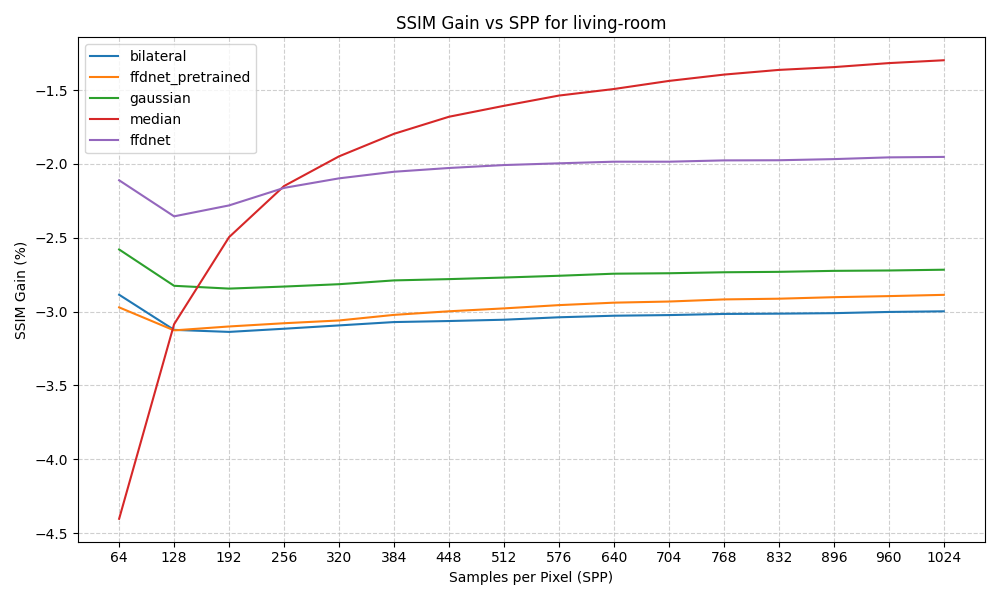 SSIM Gain vs SPP for living-room
bilateral
ffdnet_pretrained
gaussian
median
ffdnet
SSIM Gain (%)
−1.5
−2.0
−2.5
−3.0
−3.5
−4.0
−4.5
64 128 192 256 320 384 448 512 576 640 704 768 832 896 960 1024
Samples per Pixel (SPP)